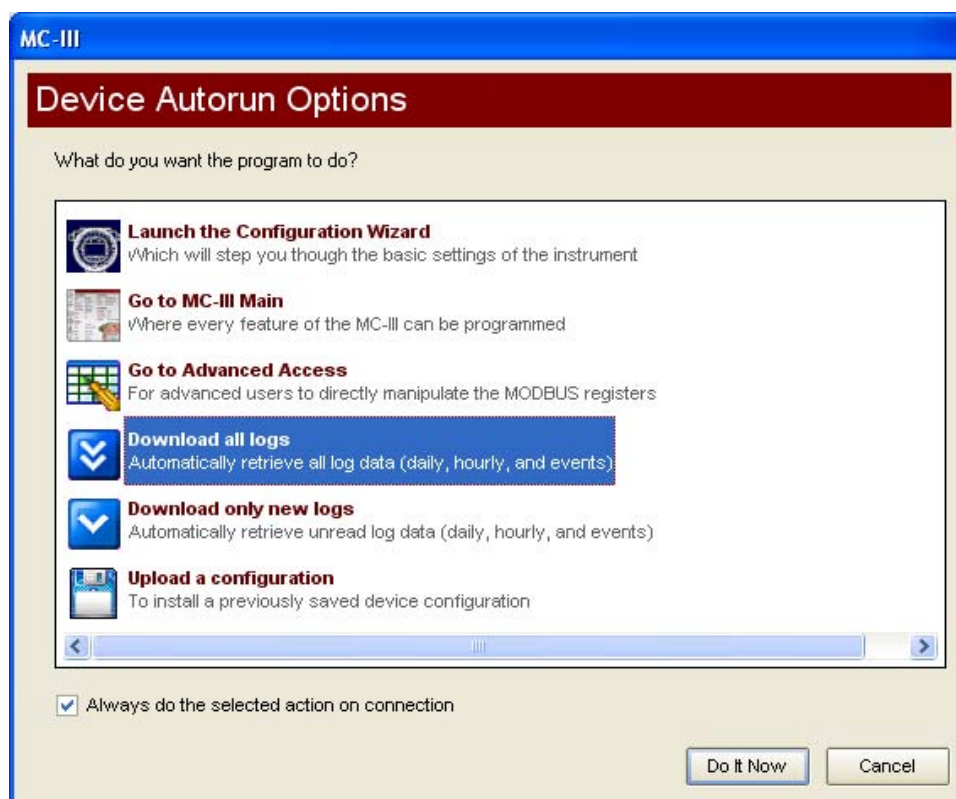 MC-III
Device Autorun Options
What do you want the program to do?
Launch the Configuration Wizard
Which will step you though the basic settings of the instrument
Go to MC-III Main
Where every feature of the MC-III can be programmed
Go to Advanced Access
For advanced users to directly manipulate the MODBUS registers
Download all logs
Automatically retrieve all log data (daily, hourly, and events)
Download only new logs
Automatically retrieve unread log data (daily, hourly, and events)
Upload a configuration
To install a previously saved device configuration
Always do the selected action on connection
Do It Now
Cancel